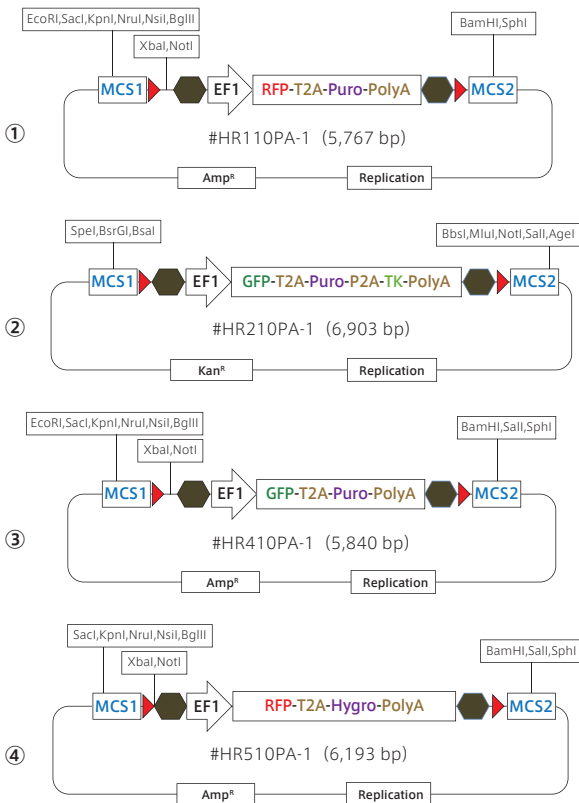 EcoRI,SacI,KpnI,NruI,NsiI,BglII
XbaI,NotI
BamHI,SphI
MCS1
EF1
RFP-T2A-Puro-PolyA
MCS2
①
#HR110PA-1 (5,767 bp)
Ampᴿ
Replication
SpeI,BsrGI,BsaI
BbsI,MluI,NotI,SalI,AgeI
MCS1
EF1
GFP-T2A-Puro-P2A-TK-PolyA
MCS2
②
#HR210PA-1 (6,903 bp)
Kanᴿ
Replication
EcoRI,SacI,KpnI,NruI,NsiI,BglII
XbaI,NotI
BamHI,SalI,SphI
MCS1
EF1
GFP-T2A-Puro-PolyA
MCS2
③
#HR410PA-1 (5,840 bp)
Ampᴿ
Replication
SacI,KpnI,NruI,NsiI,BglII
XbaI,NotI
BamHI,SalI,SphI
MCS1
EF1
RFP-T2A-Hygro-PolyA
MCS2
④
#HR510PA-1 (6,193 bp)
Ampᴿ
Replication